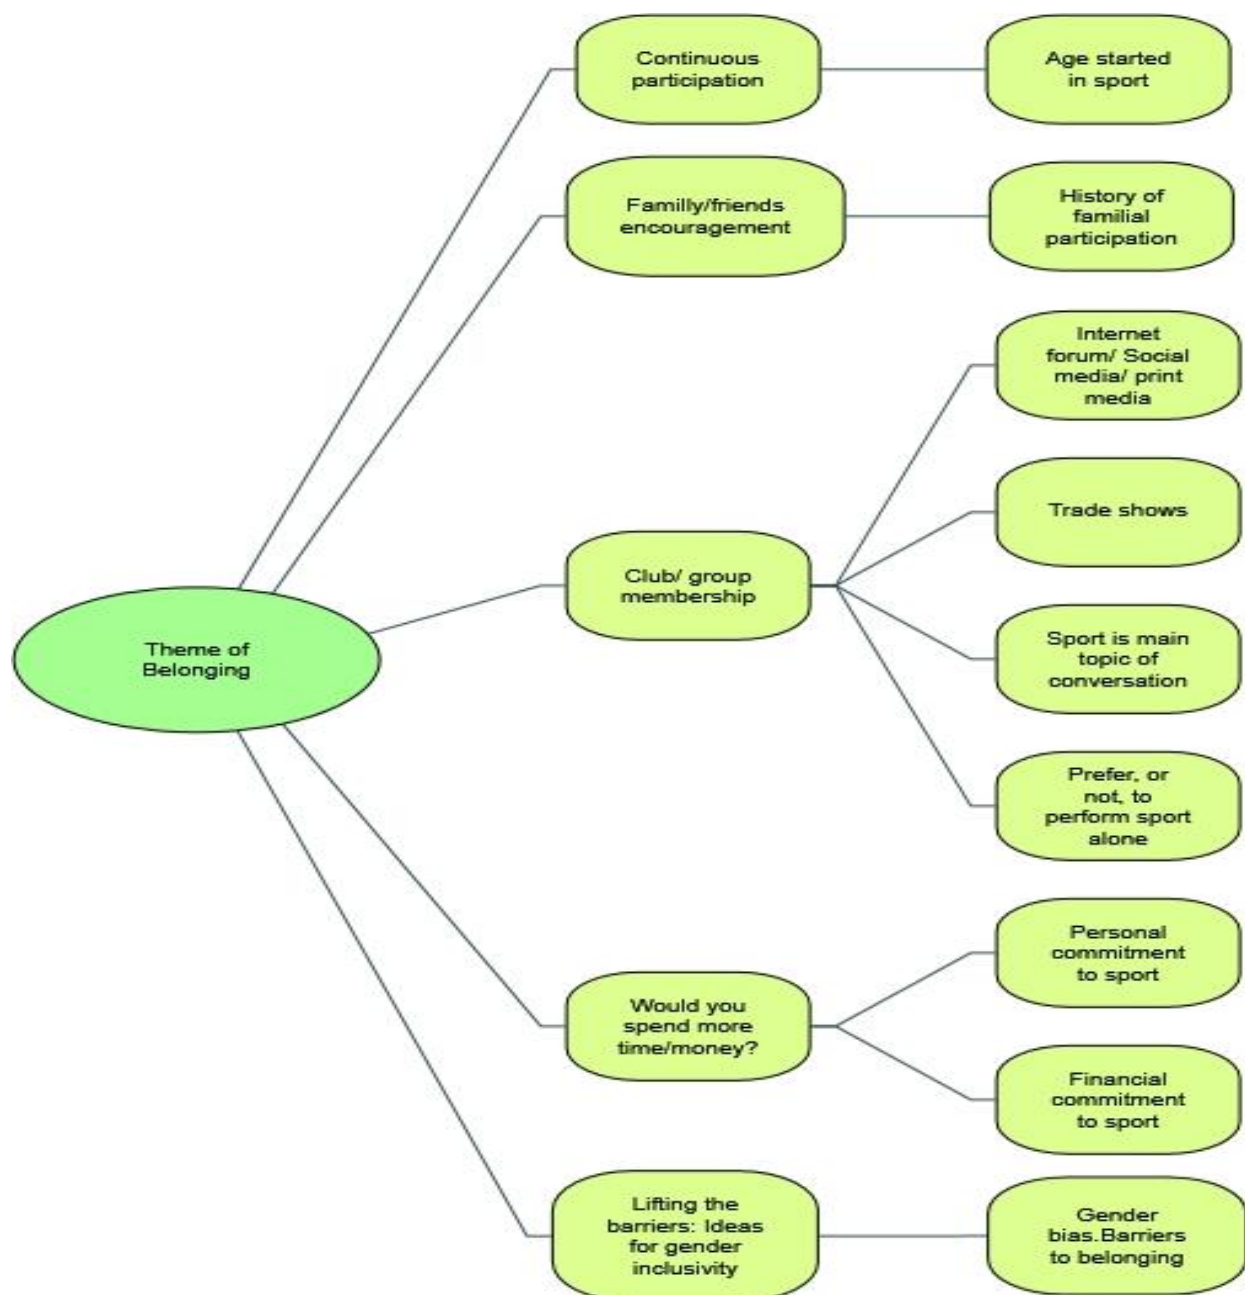 Continuous
participation
Age started
in sport
Familly/friends
encouragement
History of
familial
participation
Internet
forum/ Social
media/ print
media
Trade shows
Club/ group
membership
Sport is main
topic of
conversation
Theme of
Belonging
Prefer, or
not, to
perform sport
alone
Personal
commitment
to sport
Would you
spend more
time/money?
Financial
commitment
to sport
Lifting the
barriers: Ideas
for gender
inclusivity
Gender
bias.Barriers
to belonging